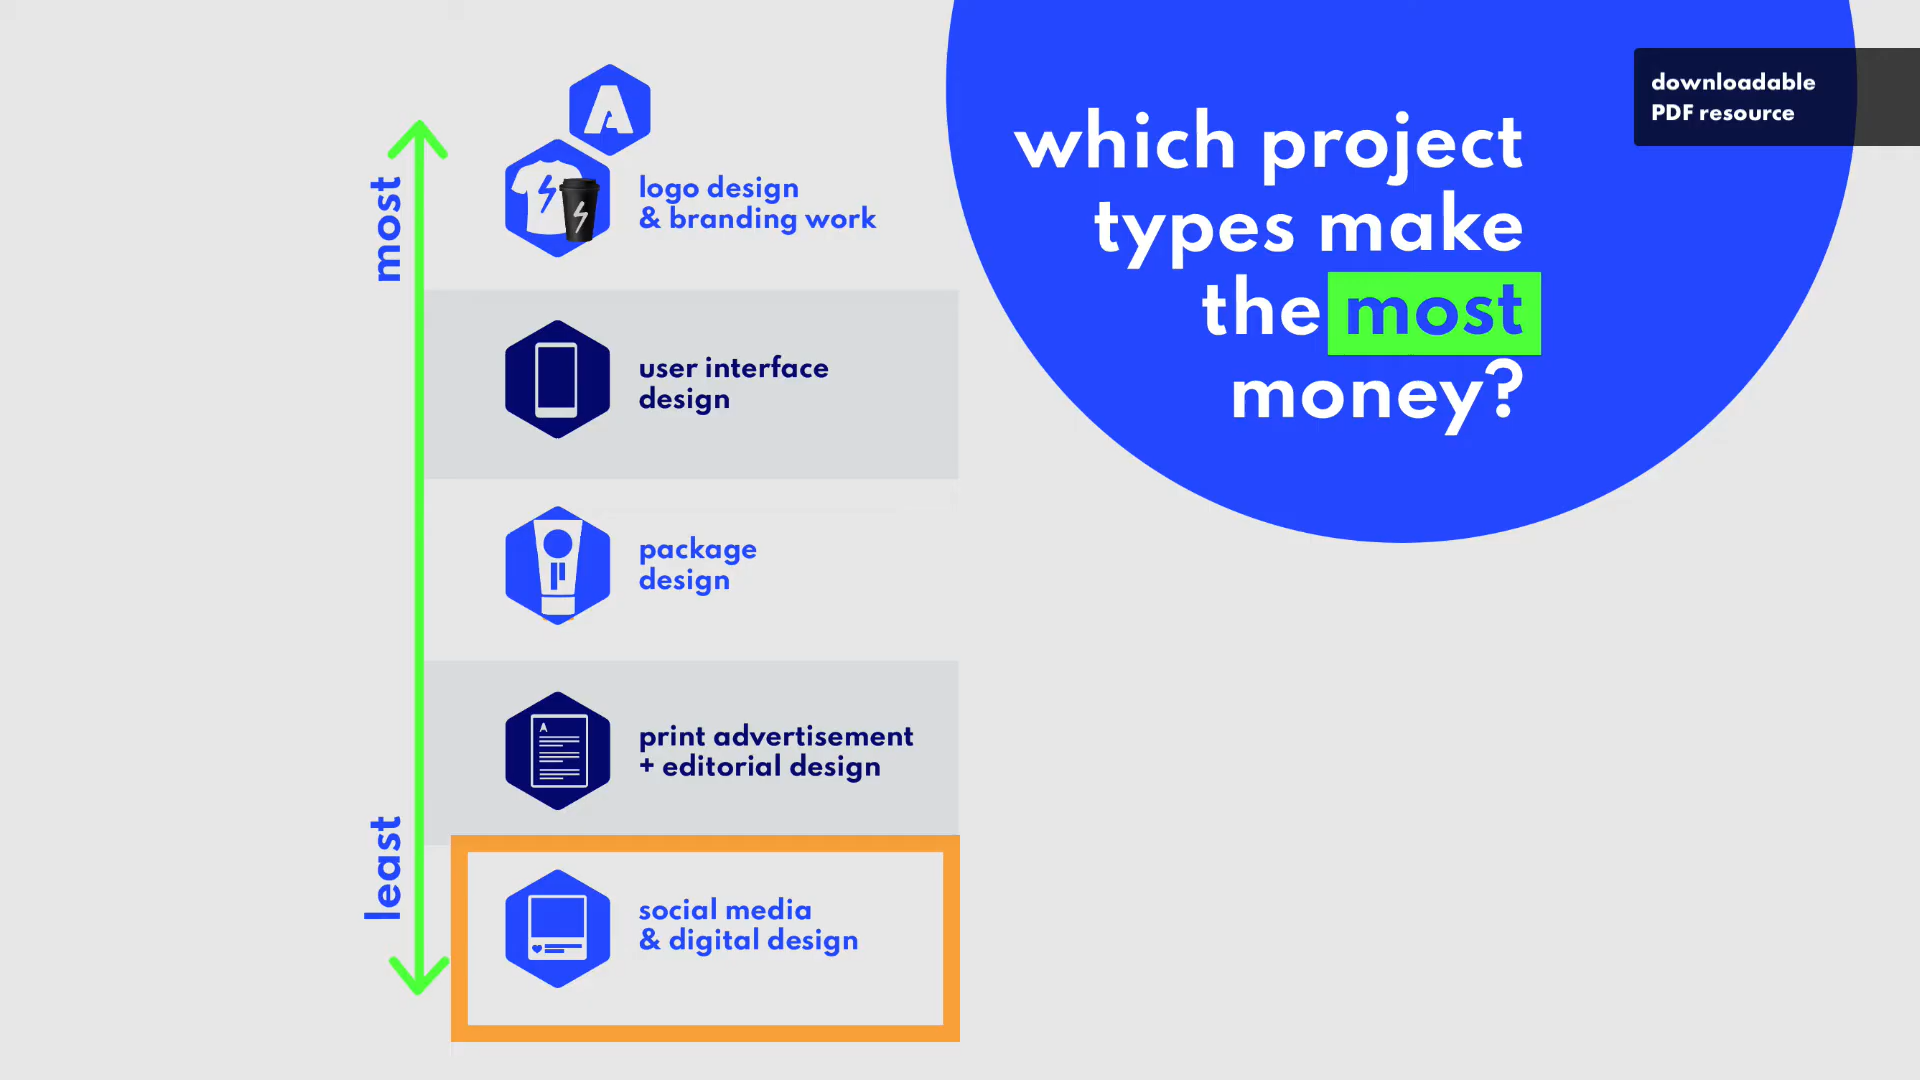 which project
types make
the most
money?
downloadable
PDF resource
most
A
logo design
& branding work
user interface
design
package
design
A
print advertisement
+ editorial design
least
social media
& digital design